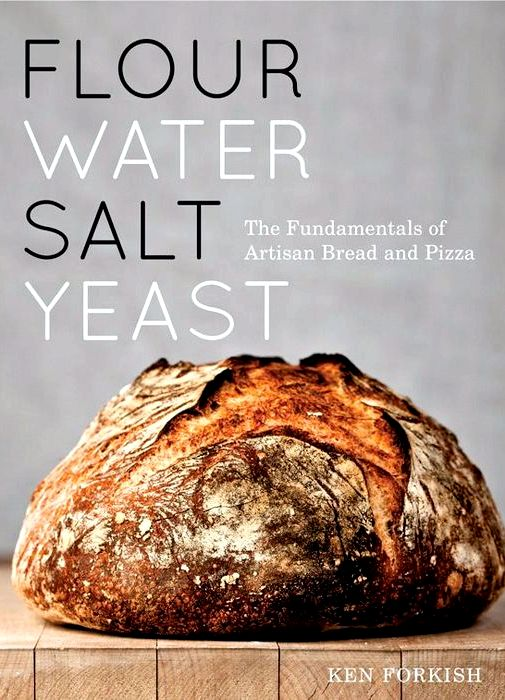 FLOUR
WATER
SALT
YEAST
The Fundamentals of
Artisan Bread and Pizza
KEN FORKISH